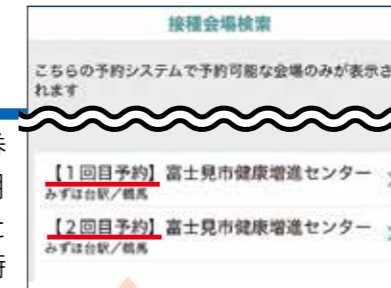 接種会場検索
こちらの予約システムで予約可能な会場のみが表示さ
れます
【1回目予約】富士見市健康増進センター
みずほ台駅/鶴馬
【2回目予約】富士見市健康増進センター
みずほ台駅/鶴馬